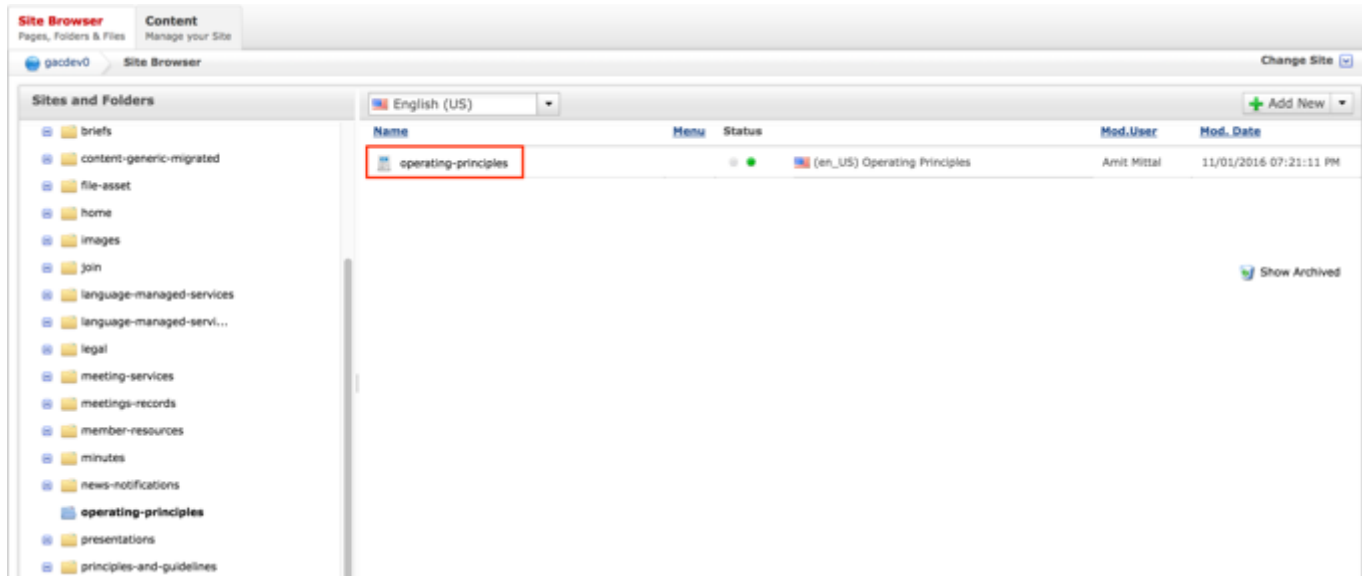 Site Browser
Pages, Folders & Files
Content
Manage your Site
gacdev0
Site Browser
Change Site
Sites and Folders
briefs
content-generic-migrated
file-asset
home
images
join
language-managed-services
language-managed-servi...
legal
meeting-services
meetings-records
member-resources
minutes
news-notifications
operating-principles
presentations
principles-and-guidelines
English (US)
Add New
Name Menu Status Mod.User Mod. Date
operating-principles (en_US) Operating Principles Amit Mittal 11/01/2016 07:21:11 PM
Show Archived